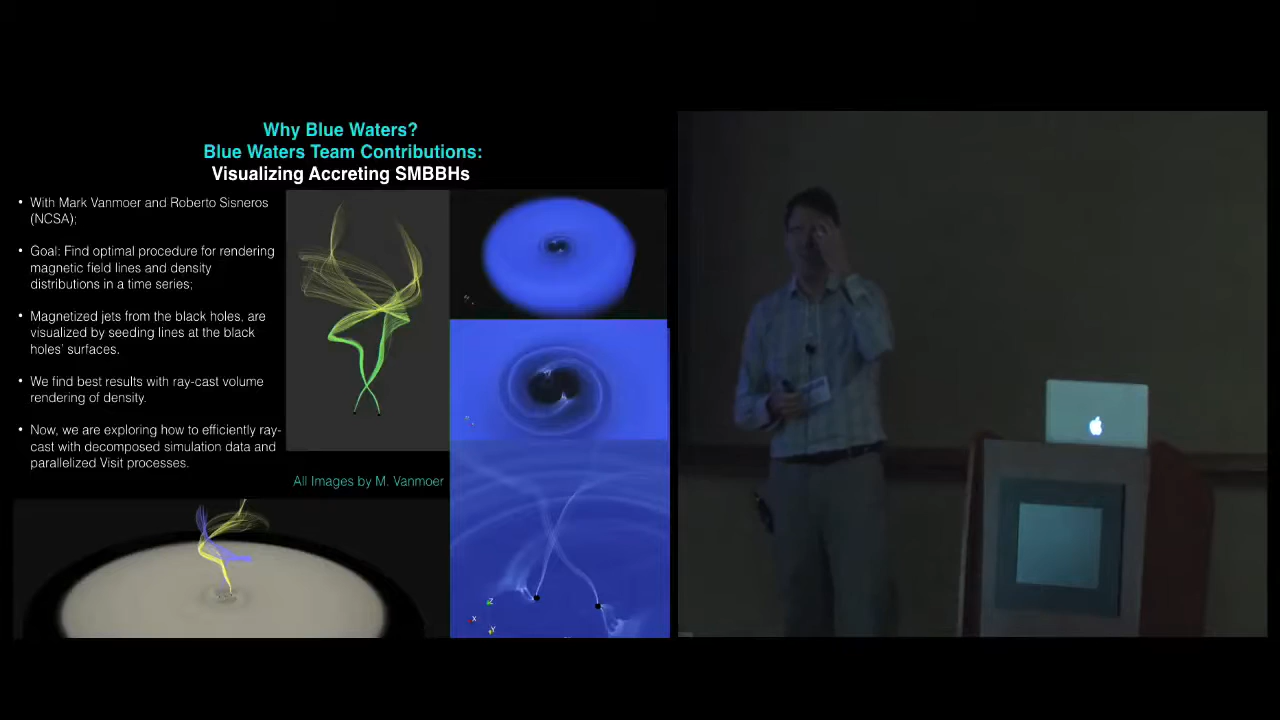 Why Blue Waters?
Blue Waters Team Contributions:
Visualizing Accreting SMBBHs
• With Mark Vanmoer and Roberto Sisneros
(NCSA);
• Goal: Find optimal procedure for rendering
magnetic field lines and density
distributions in a time series;
• Magnetized jets from the black holes, are
visualized by seeding lines at the black
holes' surfaces.
• We find best results with ray-cast volume
rendering of density.
• Now, we are exploring how to efficiently ray-
cast with decomposed simulation data and
parallelized Visit processes.
All Images by M. Vanmoer
Z
X
Y